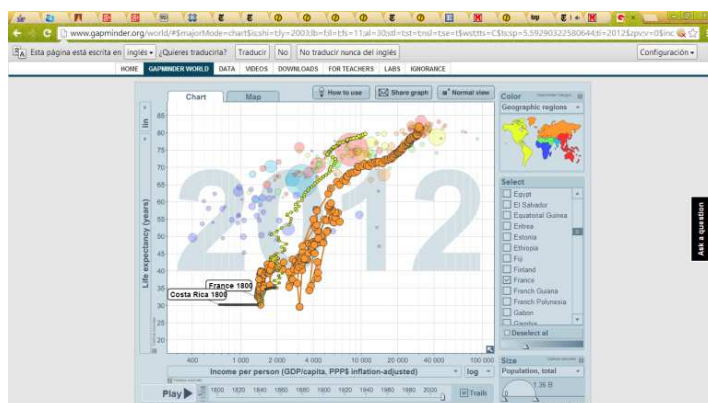 www.gapminder.org/world/#$majorMode=chart$is;shi=t;ly=2003;lb=f;il=t;fs=11;al=30;stl=t;st=t;nsl=t;se=t$wst;tts=C$ts;sp=5.59290322580644;ti=2012$zpv;v=0$inc
Esta página está escrita en inglés ¿Quieres traducirla? Traducir No No traducir nunca del inglés Configuración
HOME GAPMINDER WORLD DATA VIDEOS DOWNLOADS FOR TEACHERS LABS IGNORANCE
Chart Map How to use Share graph Normal view
Color
Geographic regions
lin
Life expectancy (years)
85
80
75
70
65
60
55
50
45
40
35
30
25
20
2012
France 1800
Costa Rica 1800
400 1 000 2 000 4 000 10 000 20 000 40 000 100 000
Income per person (GDP/capita, PPP$ inflation-adjusted) log
Play 1800 1820 1840 1860 1880 1900 1920 1940 1960 1980 2000 Trails
Select
Egypt
El Salvador
Equatorial Guinea
Eritrea
Estonia
Ethiopia
Fiji
Finland
France
French Guiana
French Polynesia
Gabon
Gambia
Deselect all
Size
Population, total
1.36 B
Ask a question